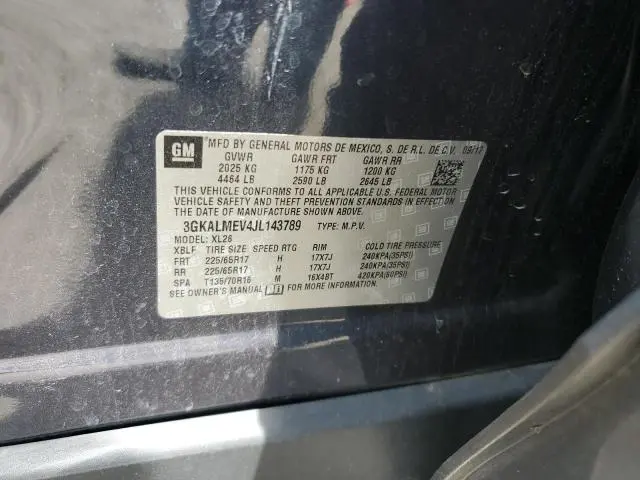 GM MFD BY GENERAL MOTORS DE MEXICO, S. DE R.L. DE C.V. 09/17
GVWR GAWR FRT GAWR RR
2025 KG 1175 KG 1200 KG
4464 LB 2590 LB 2645 LB
THIS VEHICLE CONFORMS TO ALL APPLICABLE U.S. FEDERAL MOTOR
VEHICLE SAFETY AND THEFT PREVENTION STANDARDS IN EFFECT ON
THE DATE OF MANUFACTURE SHOWN ABOVE.
3GKALMEV4JL143789 TYPE: M.P.V.
MODEL: XL26
XBLF TIRE SIZE SPEED RTG RIM COLD TIRE PRESSURE
FRT 225/65R17 H 17X7J 240KPA(35PSI)
RR 225/65R17 H 17X7J 240KPA(35PSI)
SPA T135/70R16 M 16X4BT 420KPA(60PSI)
SEE OWNER'S MANUAL FOR MORE INFORMATION.